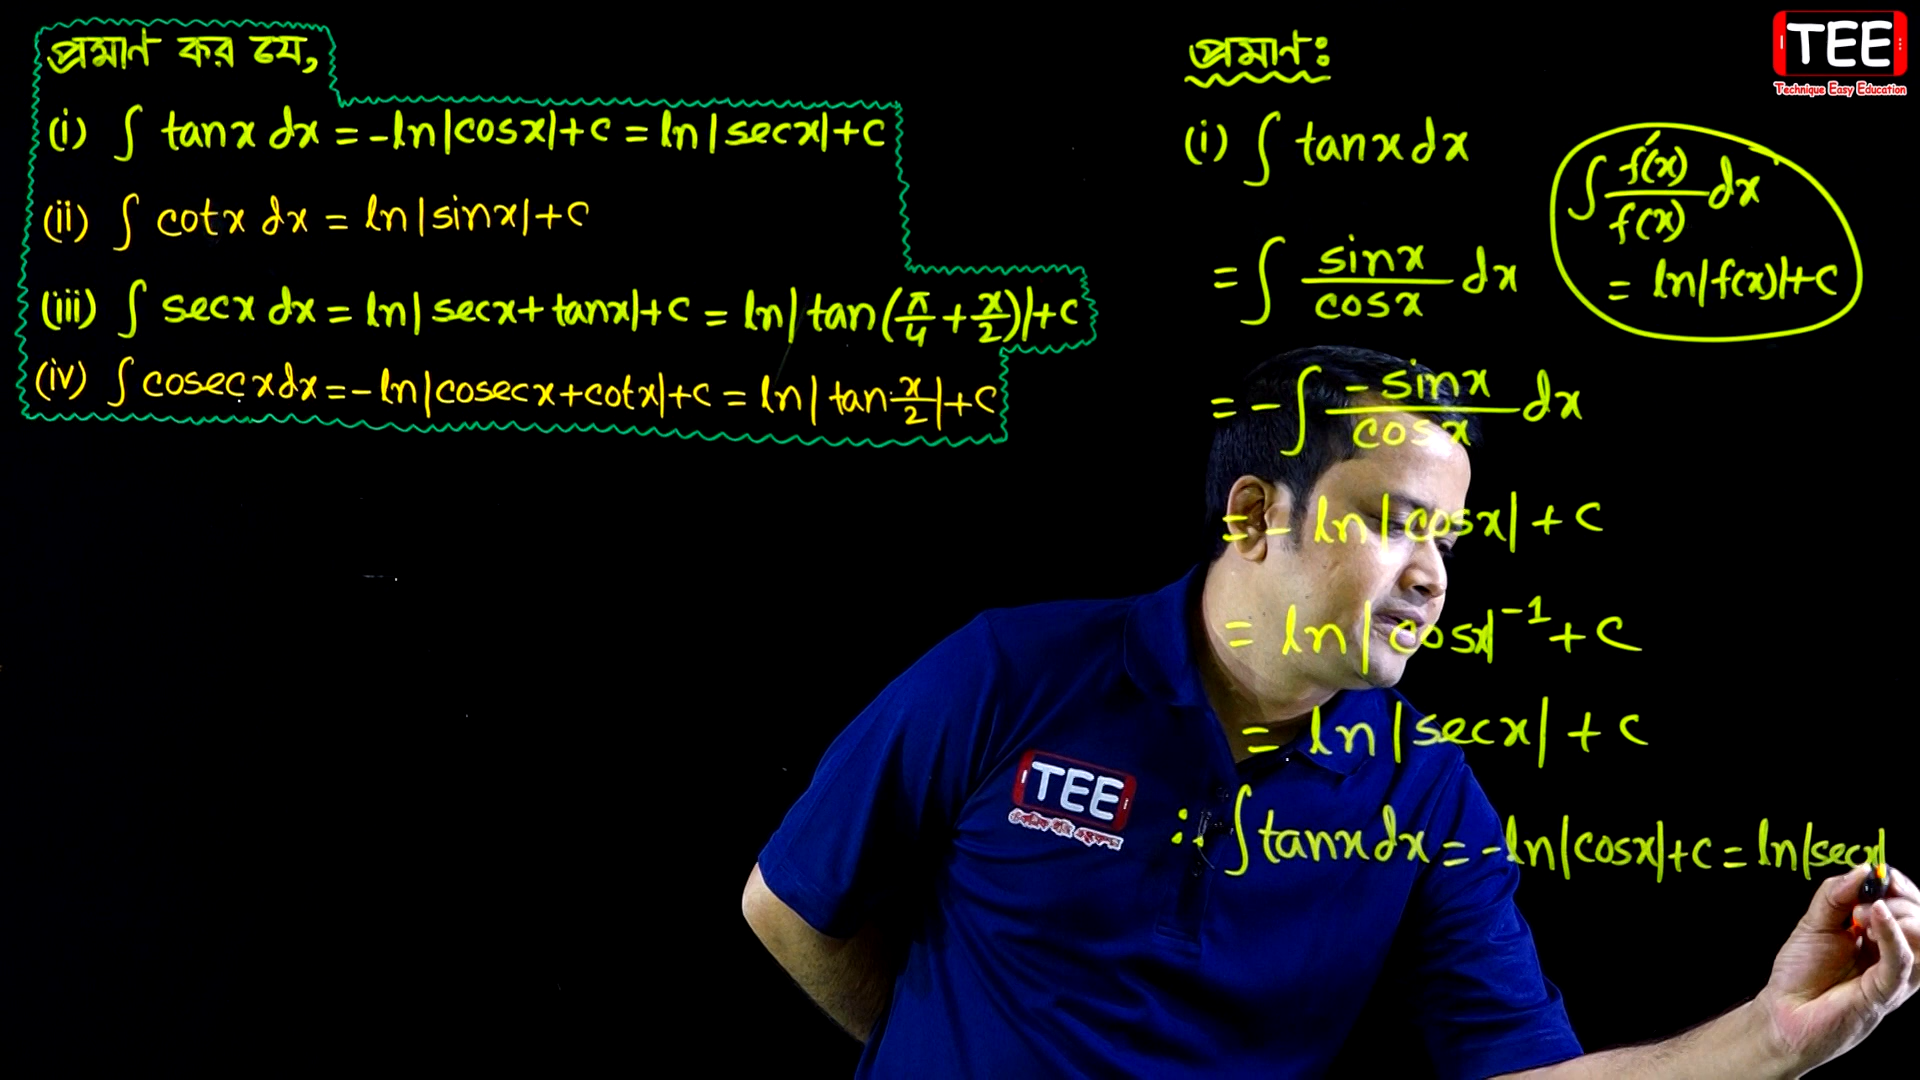 প্রমাণ কর যে,
(i) ∫ tanx dx = -ln|cosx|+c = ln|secx|+c
(ii) ∫ cotx dx = ln|sinx|+c
(iii) ∫ secx dx = ln|secx+tanx|+c = ln|tan(π/4 + x/2)|+c
(iv) ∫ cosecx dx = -ln|cosecx+cotx|+c = ln|tan x/2|+c
প্রমাণঃ
(i) ∫ tanx dx
= ∫ sinx/cosx dx
= -∫ -sinx/cosx dx
= - ln|cosx| + c
= ln|cosx|⁻¹ + c
= ln|secx| + c
∴ ∫ tanx dx = -ln|cosx|+c = ln|secx|
∫ f'(x)/f(x) dx
= ln|f(x)|+c
TEE
Technique Easy Education
TEE